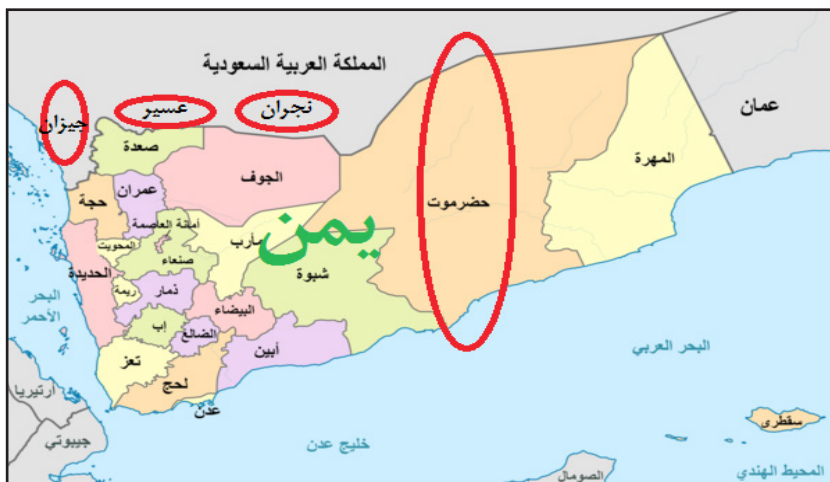 المملكة العربية السعودية
عمان
نجران
عسير
جيزان
صعدة
المهرة
الجوف
عمران
حجة
حضرموت
أمانة العاصمة
مأرب
يمن
المحويت
صنعاء
شبوة
الحديدة
ريمة
ذمار
البيضاء
البحر الأحمر
إب
الضالع
أبين
تعز
لحج
البحر العربي
عدن
ارتيريا
جيبوتي
خليج عدن
سقطرى
الصومال
المحيط الهندي